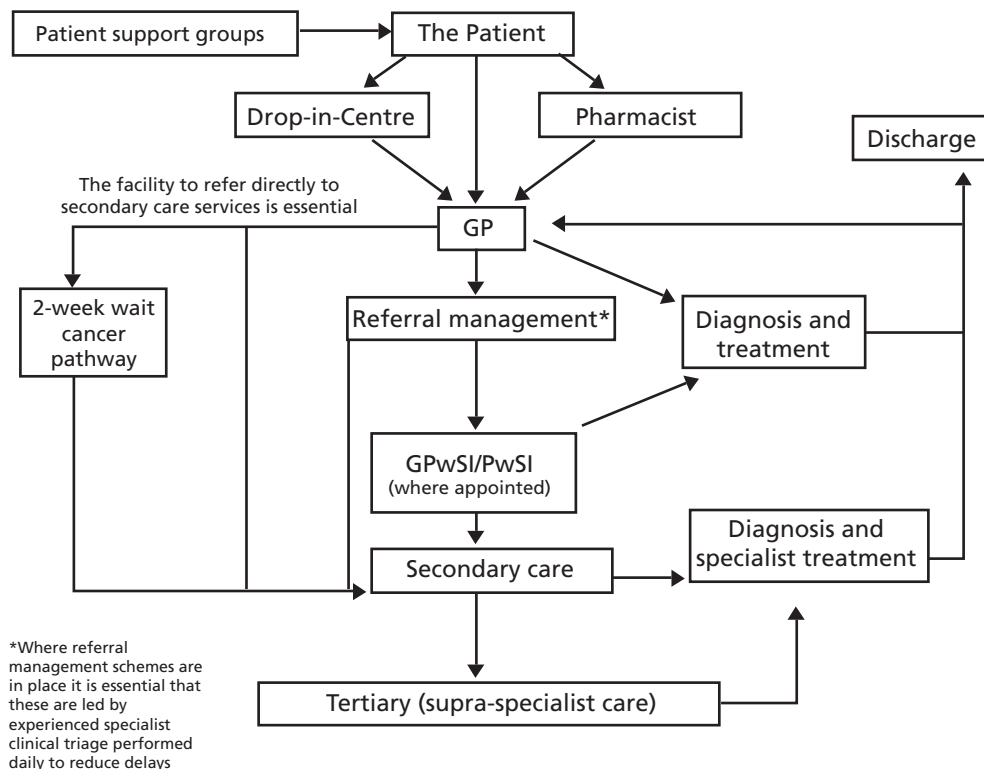 Patient support groups
The Patient
Drop-in-Centre
Pharmacist
Discharge
The facility to refer directly to
secondary care services is essential
GP
2-week wait
cancer
pathway
Referral management*
Diagnosis and
treatment
GPwSI/PwSI
(where appointed)
Diagnosis and
specialist treatment
Secondary care
*Where referral
management schemes are
in place it is essential that
these are led by
experienced specialist
clinical triage performed
daily to reduce delays
Tertiary (supra-specialist care)